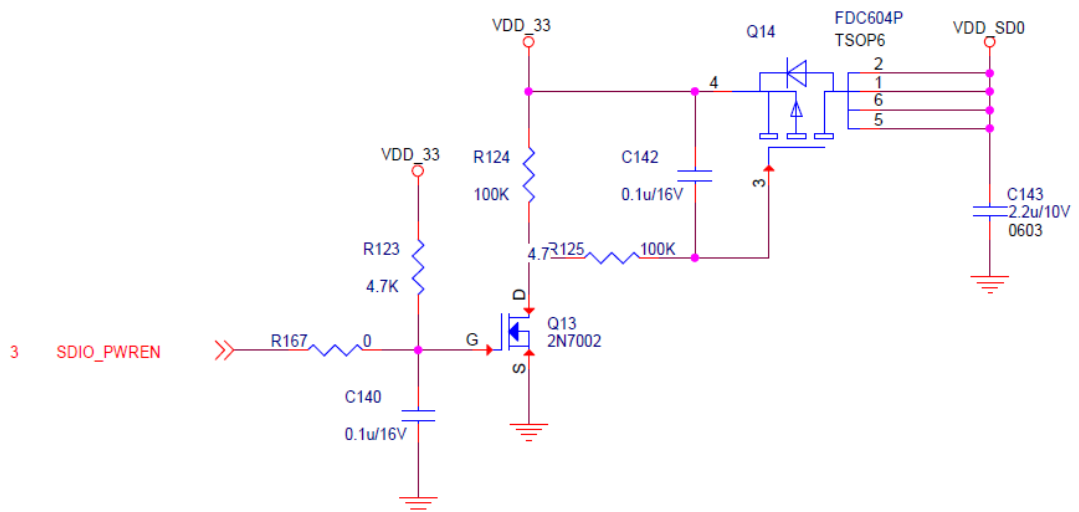 VDD_33
Q14
FDC604P
TSOP6
VDD_SD0
4
2
1
6
5
R124
100K
C142
0.1u/16V
3
VDD_33
R123
4.7K
4.7
R125
100K
C143
2.2u/10V
0603
D
Q13
2N7002
G
S
3 SDIO_PWREN
R167
0
C140
0.1u/16V